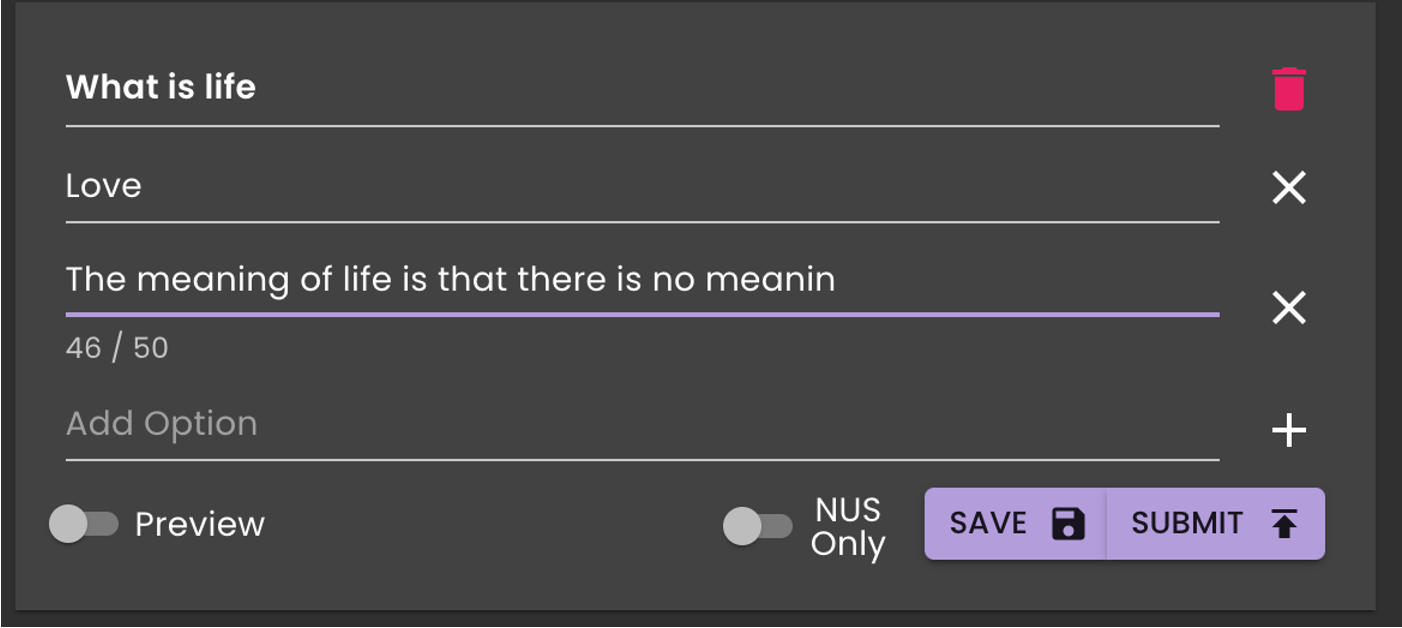 What is life
Love
The meaning of life is that there is no meanin
46 / 50
Add Option
Preview
NUS
Only
SAVE
SUBMIT